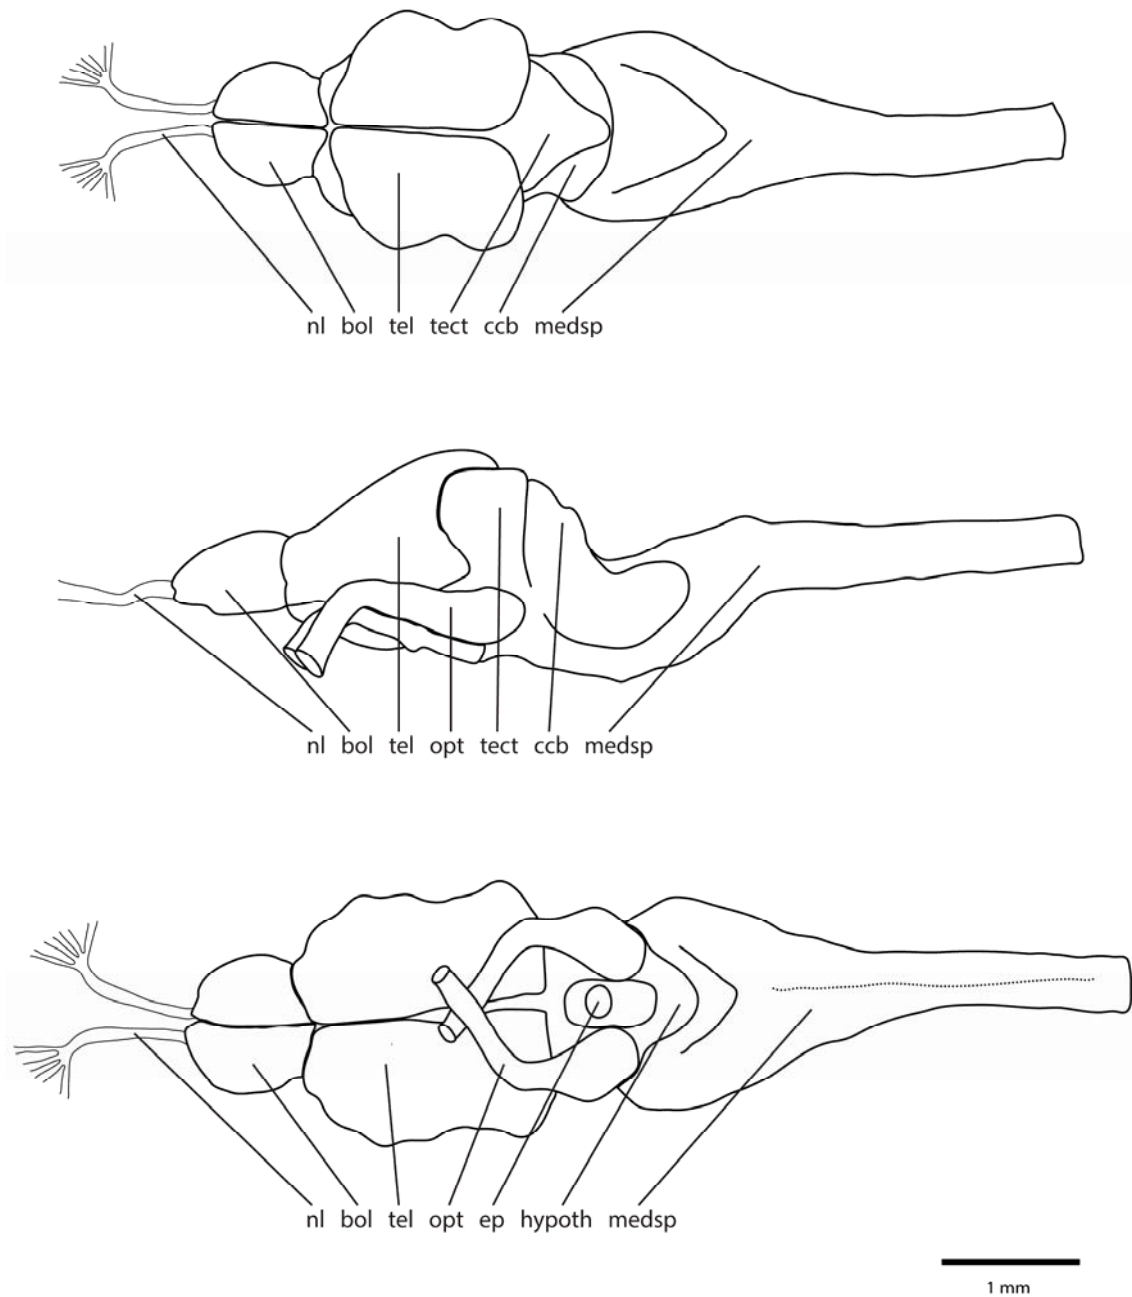 nl bol tel tect ccb medsp
nl bol tel opt tect ccb medsp
nl bol tel opt ep hypoth medsp
1 mm